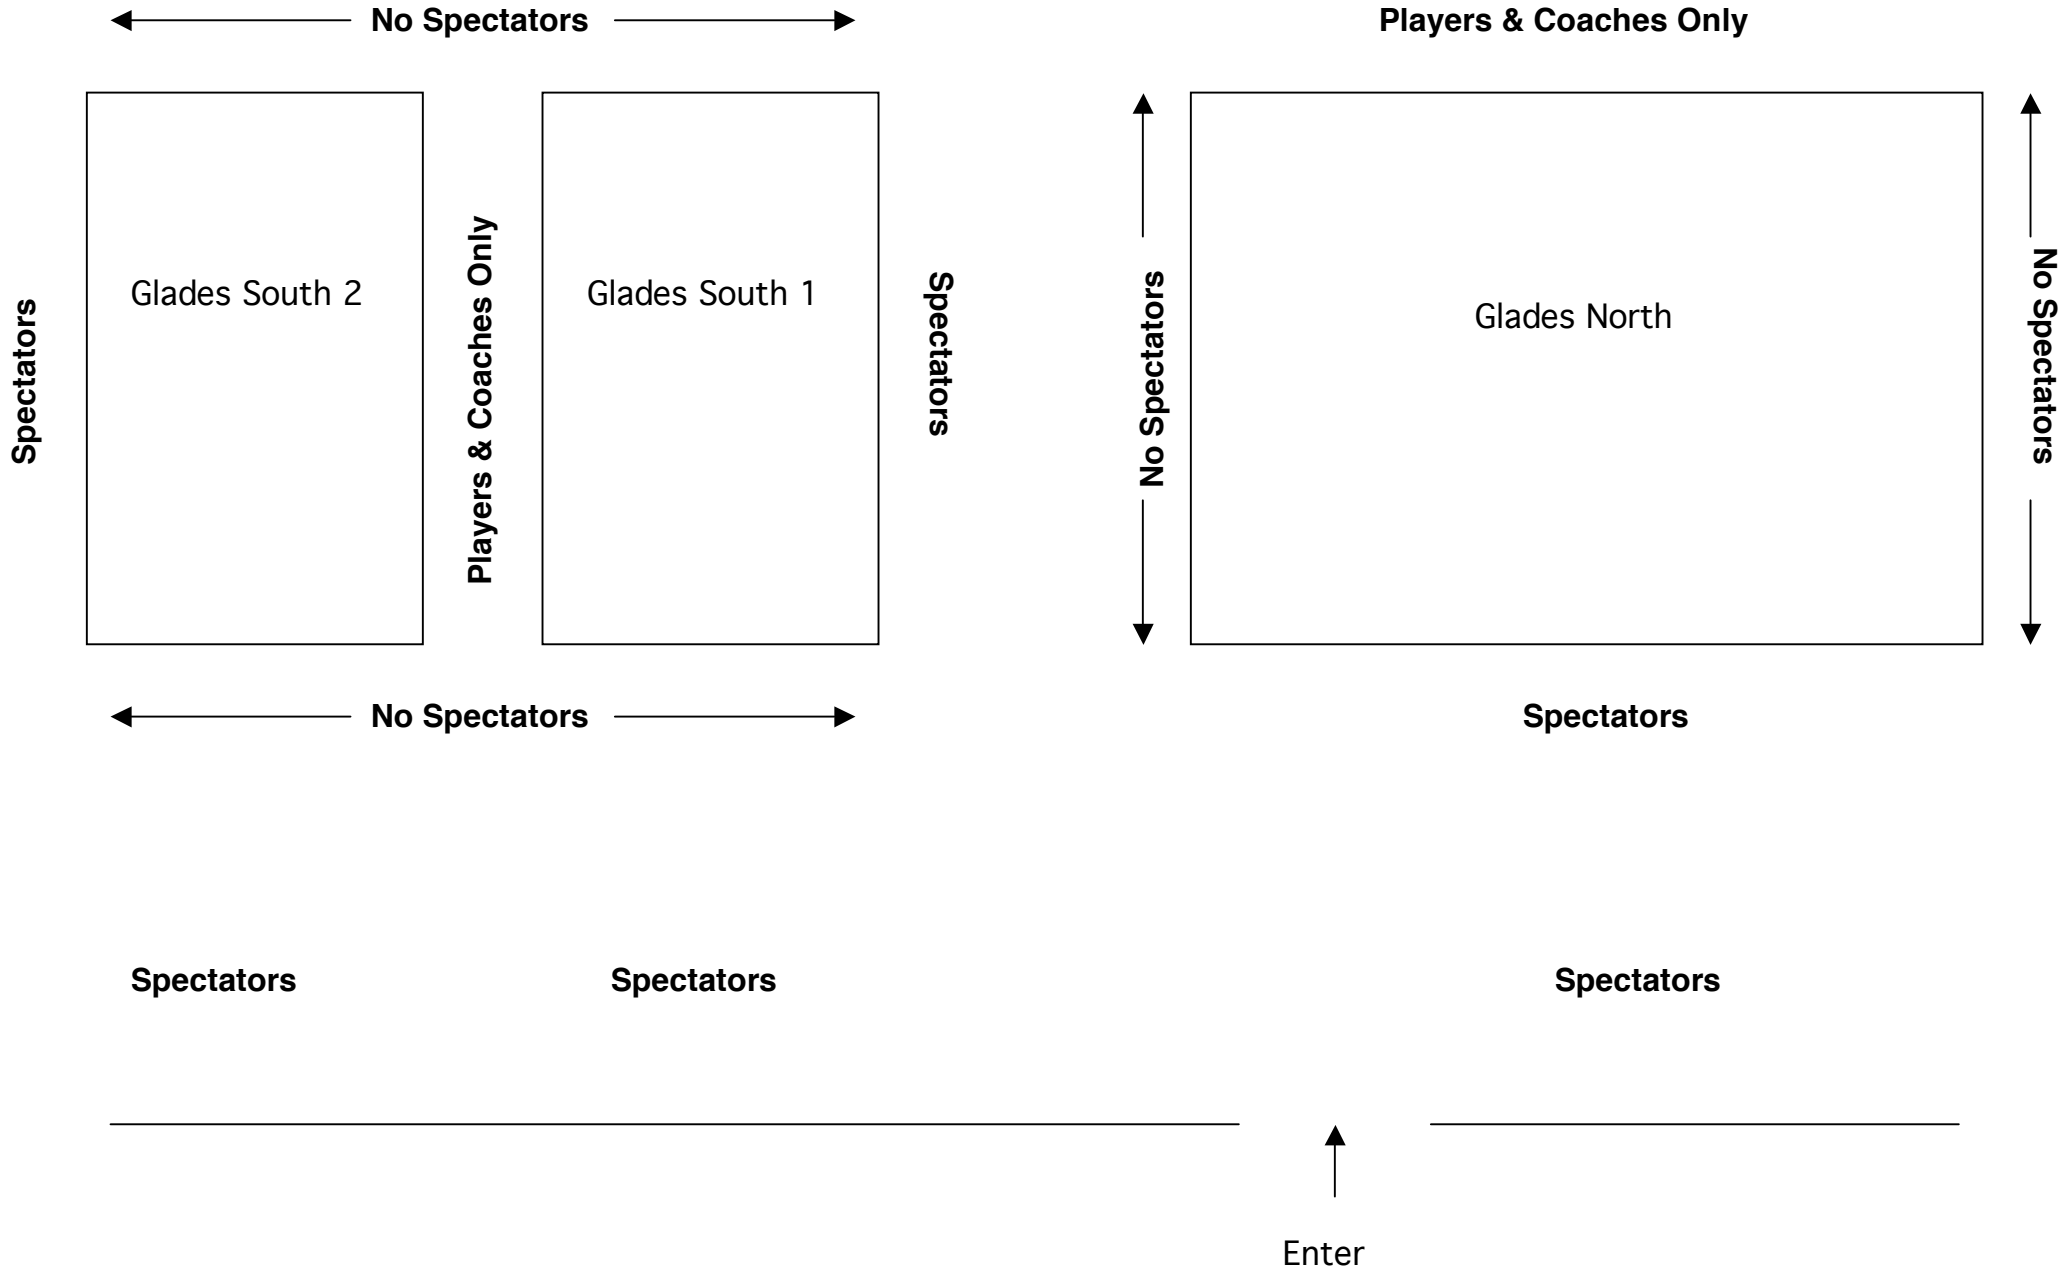 No Spectators
Players & Coaches Only
Spectators
Glades South 2
Players & Coaches Only
Glades South 1
Spectators
No Spectators
Glades North
No Spectators
No Spectators
Spectators
Spectators
Spectators
Spectators
Enter